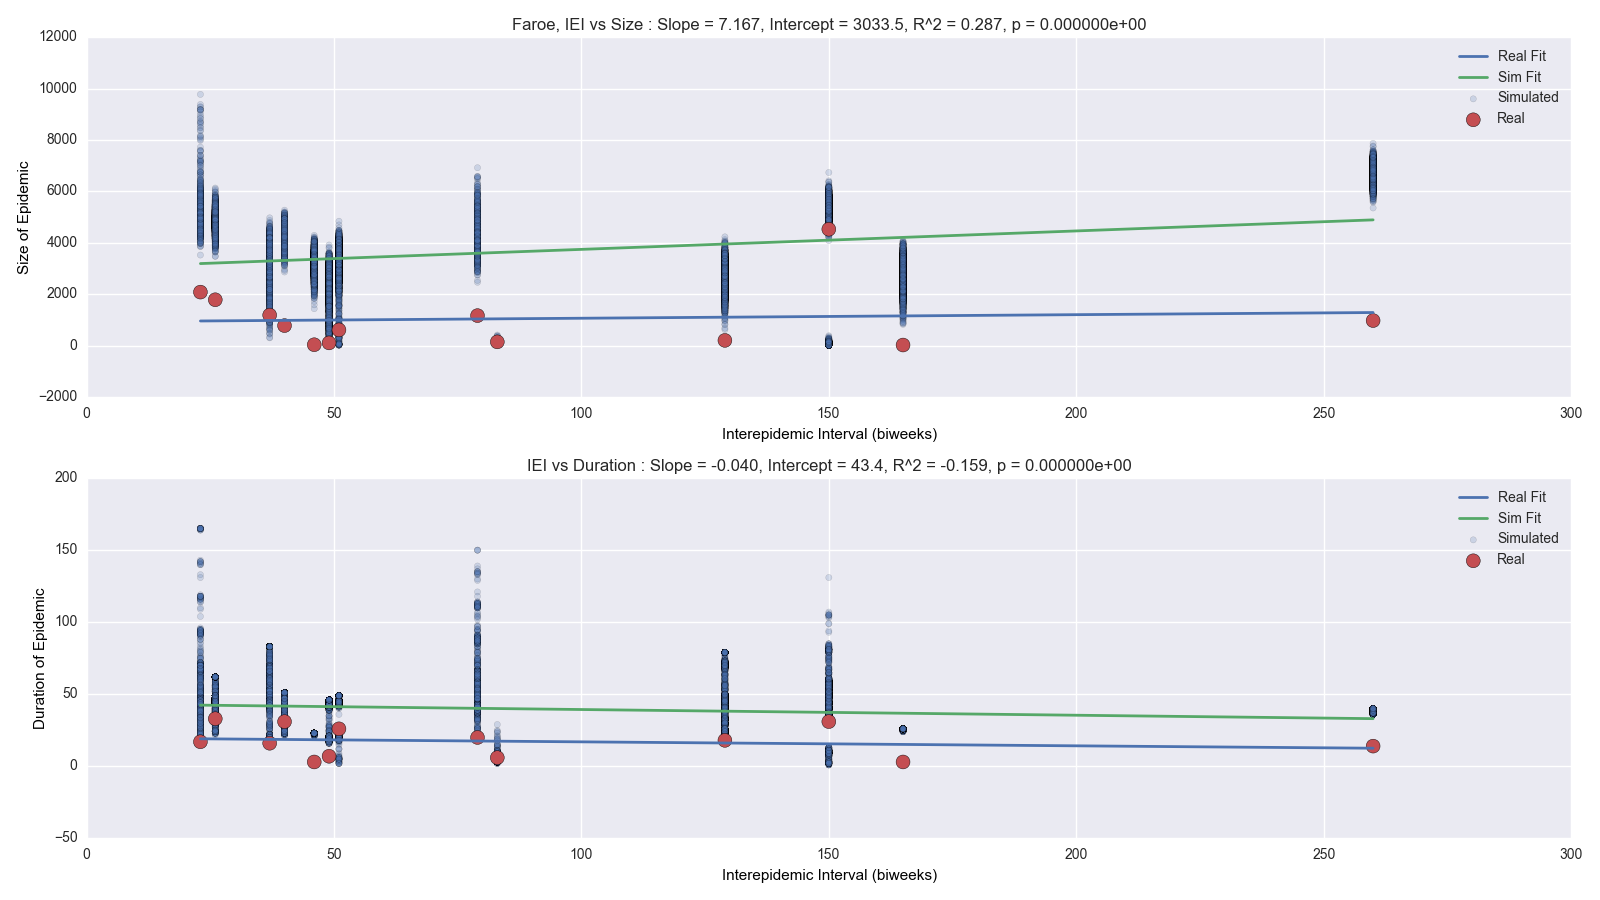 Faroe, IEI vs Size : Slope = 7.167, Intercept = 3033.5, R^2 = 0.287, p = 0.000000e+00
12000
10000
8000
6000
4000
2000
0
−2000
Size of Epidemic
Real Fit
Sim Fit
Simulated
Real
0 50 100 150 200 250 300
Interepidemic Interval (biweeks)
IEI vs Duration : Slope = -0.040, Intercept = 43.4, R^2 = -0.159, p = 0.000000e+00
200
150
100
50
0
−50
Duration of Epidemic
Real Fit
Sim Fit
Simulated
Real
0 50 100 150 200 250 300
Interepidemic Interval (biweeks)